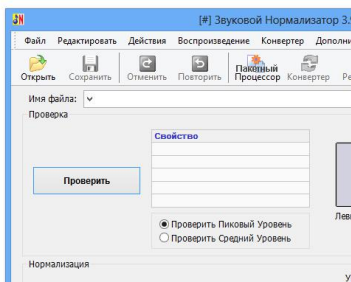 [#] Звуковой Нормализатор 3.
Файл Редактировать Действия Воспроизведение Конвертер
Открыть Сохранить Отменить Повторить Пакетный Процессор Конвертер
Имя файла:
Проверка
Свойство
Проверить
Проверить Пиковый Уровень
Проверить Средний Уровень
Нормализация